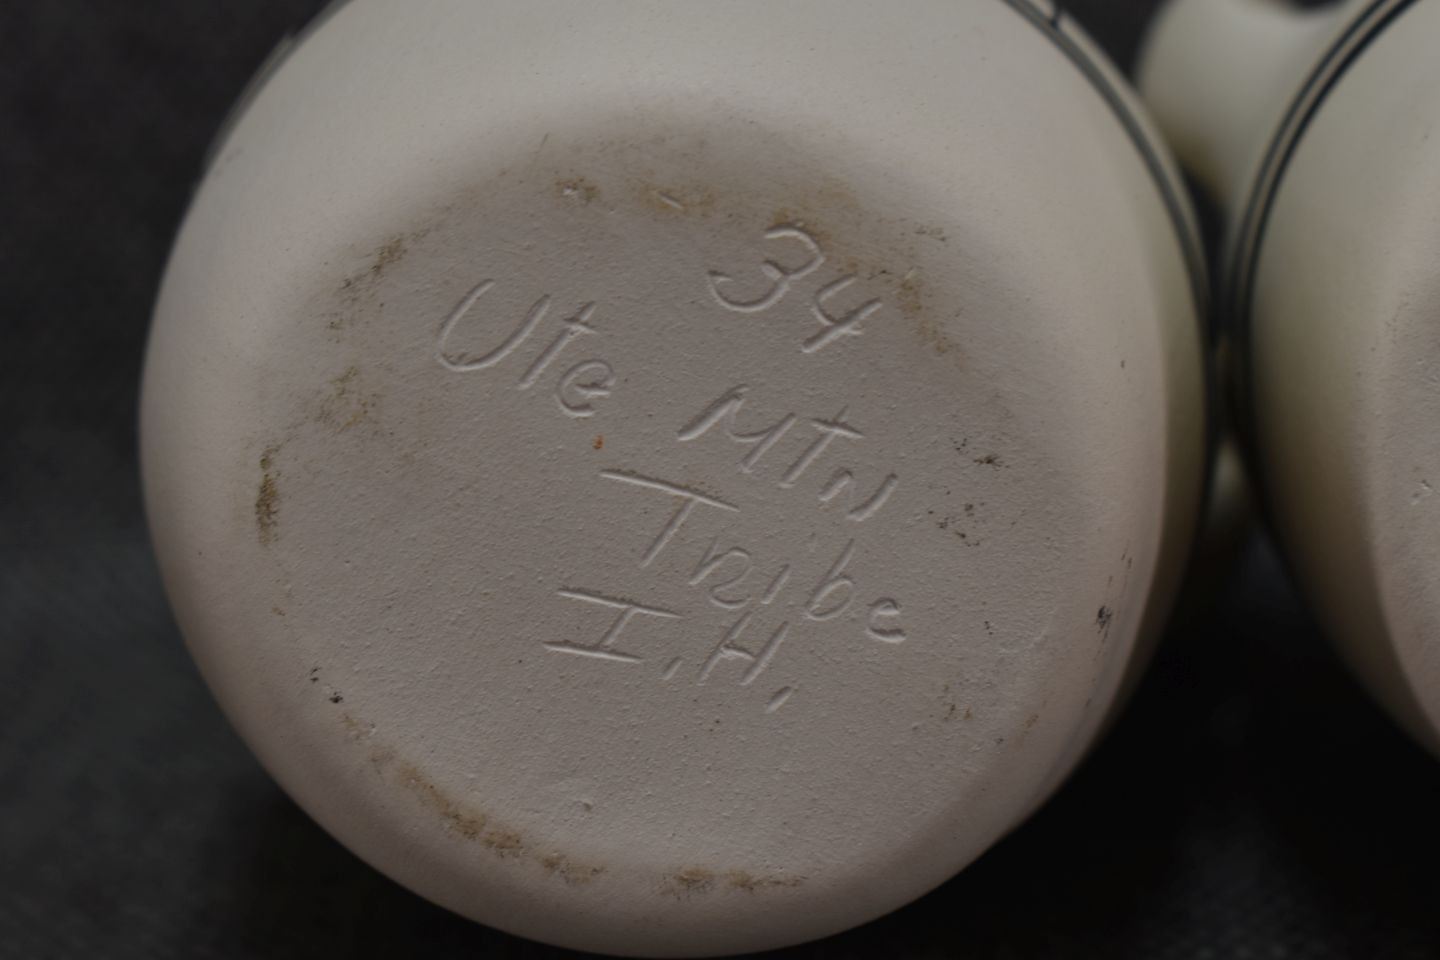 34
Ute Mtn
Tribe
I.H.